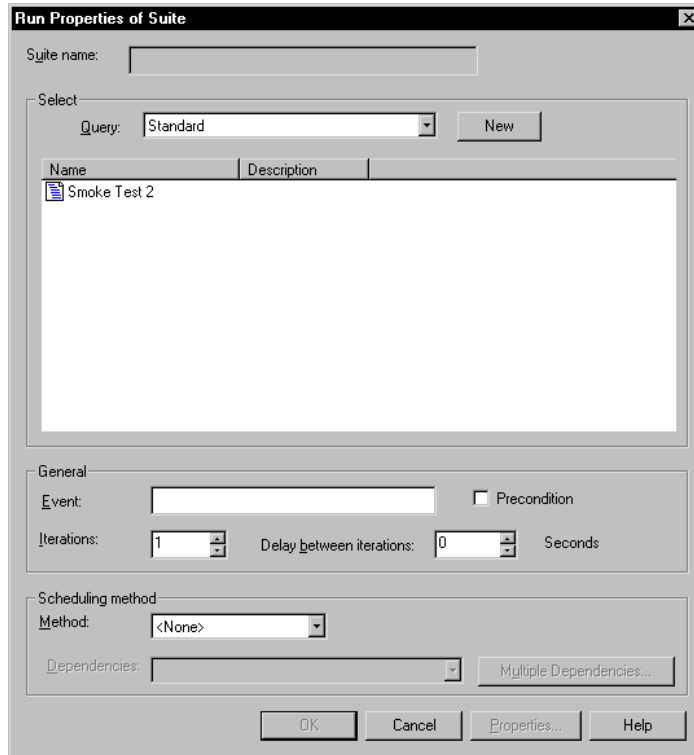 Run Properties of Suite
Suite name:
Select
Query: Standard New
Name Description
Smoke Test 2
General
Event: Precondition
Iterations: 1 Delay between iterations: 0 Seconds
Scheduling method
Method: <None>
Dependencies: Multiple Dependencies...
OK Cancel Properties... Help